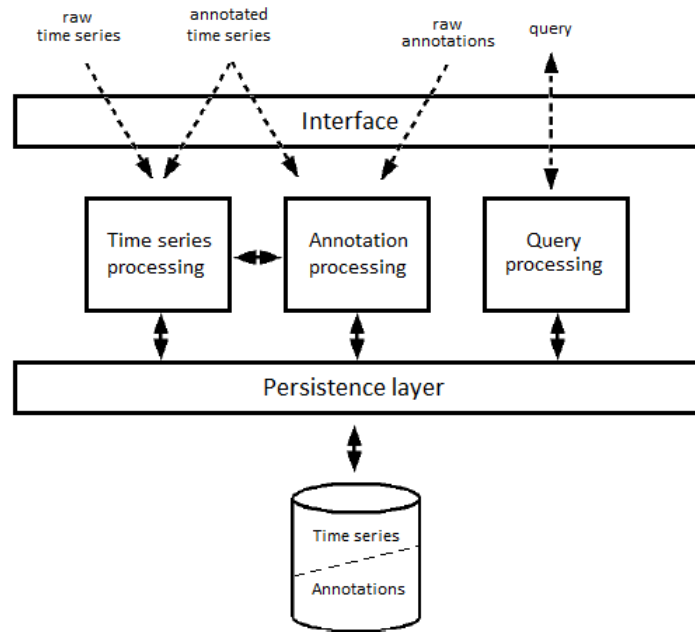 raw
time series
annotated
time series
raw
annotations
query
Interface
Time series
processing
Annotation
processing
Query
processing
Persistence layer
Time series
Annotations